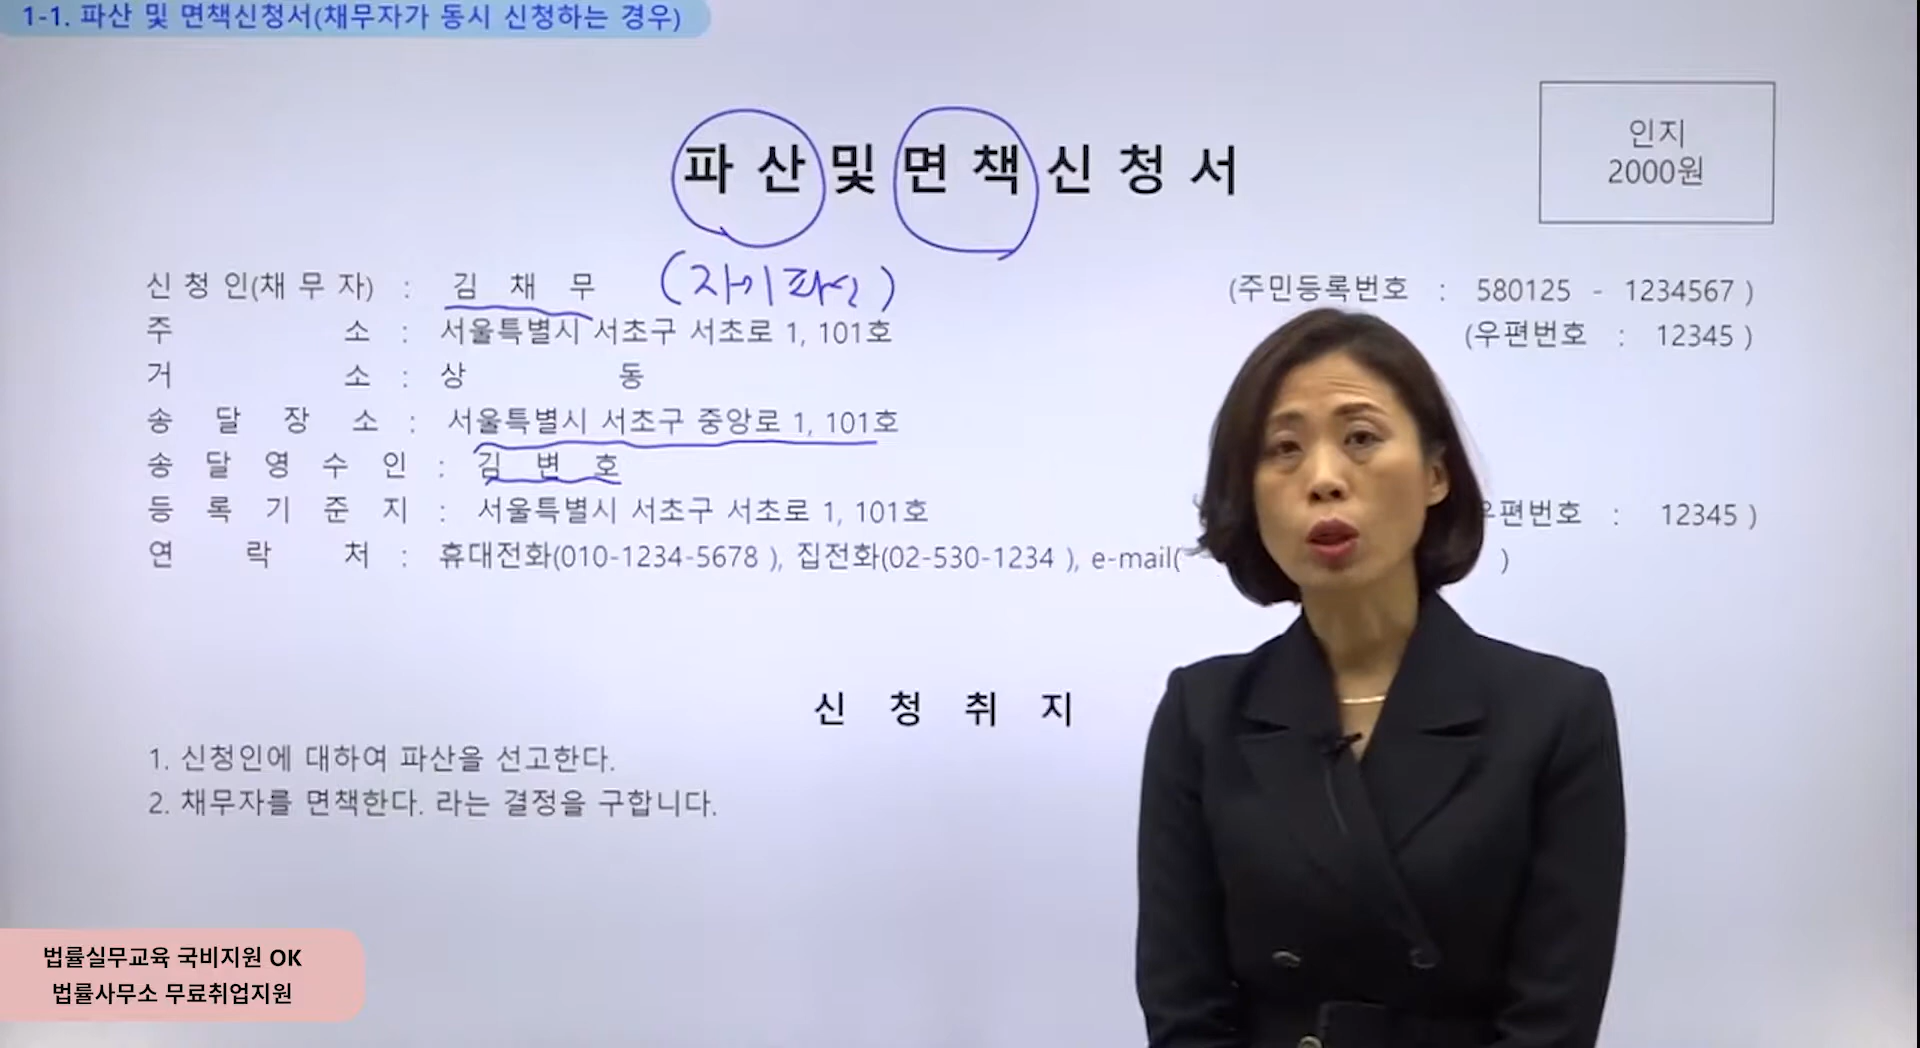 1-1. 파산 및 면책신청서(채무자가 동시 신청하는 경우)
파 산 및 면 책 신 청 서
인지
2000원
신 청 인(채 무 자) : 김 채 무 (자기파산) (주민등록번호 : 580125 - 1234567 )
주 소 : 서울특별시 서초구 서초로 1, 101호 (우편번호 : 12345 )
거 소 : 상 동
송 달 장 소 : 서울특별시 서초구 중앙로 1, 101호
송 달 영 수 인 : 김 변 호
등 록 기 준 지 : 서울특별시 서초구 서초로 1, 101호 우편번호 : 12345 )
연 락 처 : 휴대전화(010-1234-5678 ), 집전화(02-530-1234 ), e-mail( )
신 청 취 지
1. 신청인에 대하여 파산을 선고한다.
2. 채무자를 면책한다. 라는 결정을 구합니다.
법률실무교육 국비지원 OK
법률사무소 무료취업지원